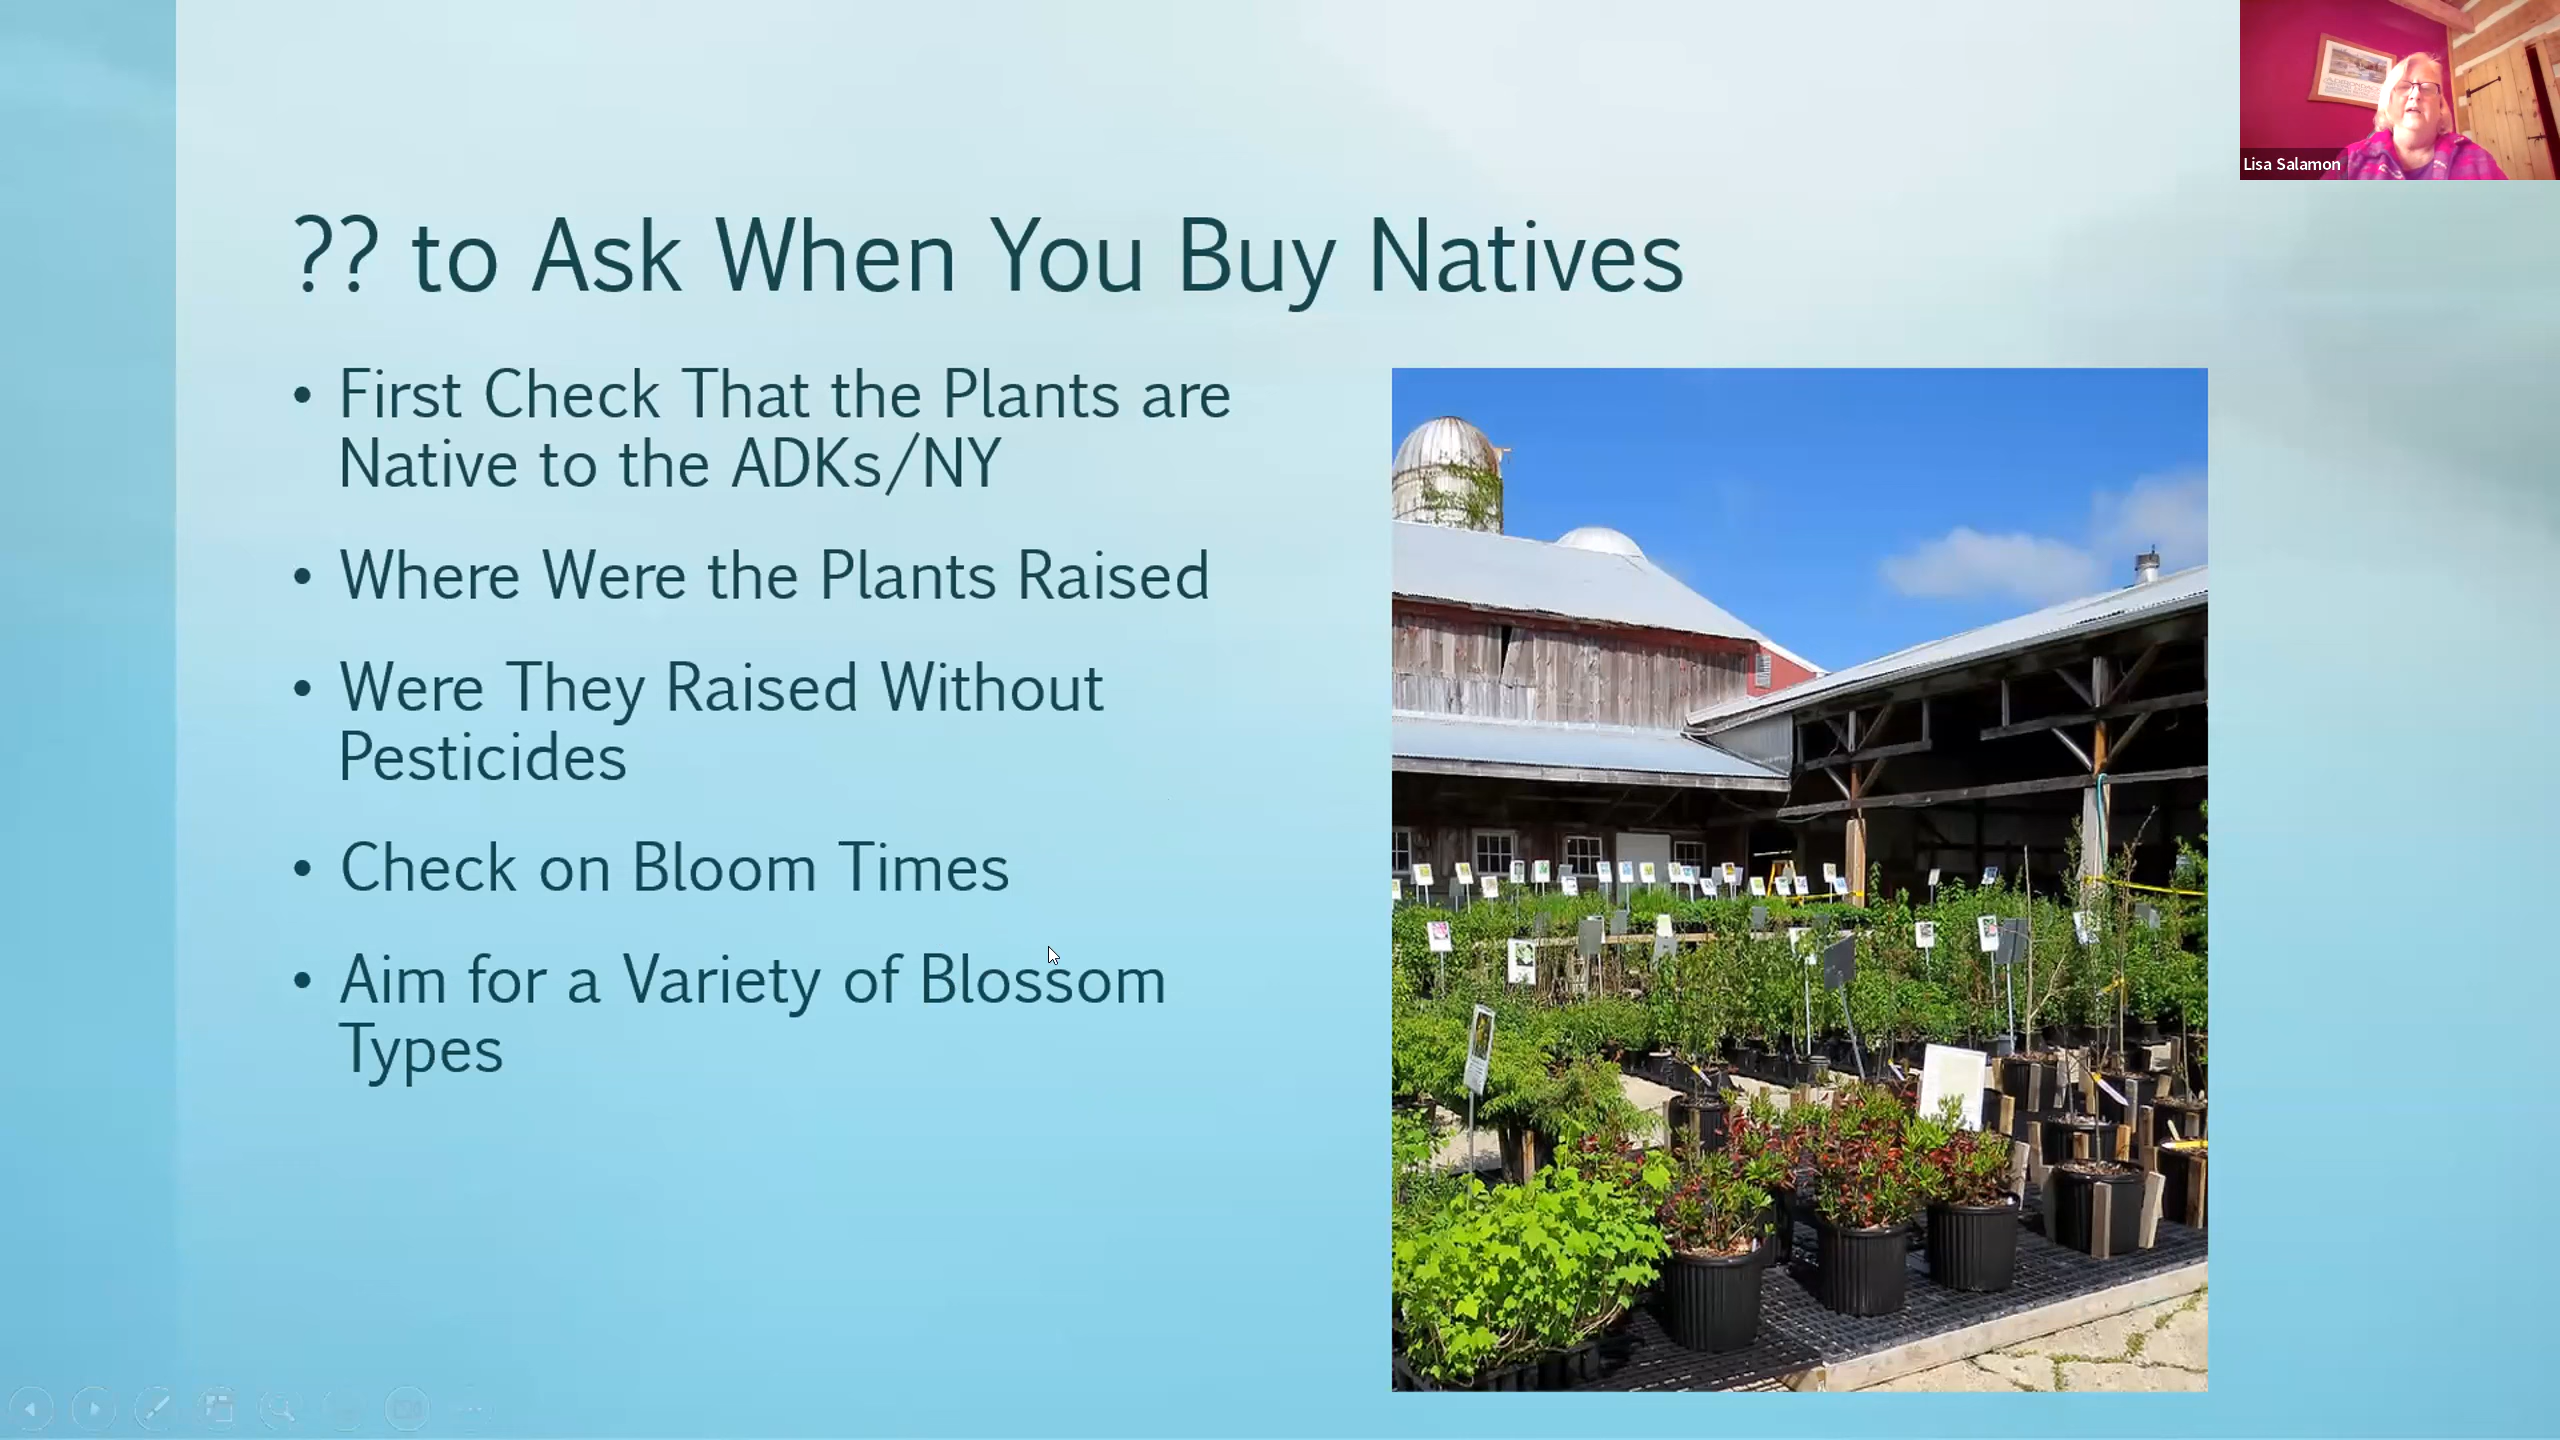 Lisa Salamon
?? to Ask When You Buy Natives
• First Check That the Plants are
Native to the ADKs/NY
• Where Were the Plants Raised
• Were They Raised Without
Pesticides
• Check on Bloom Times
• Aim for a Variety of Blossom
Types